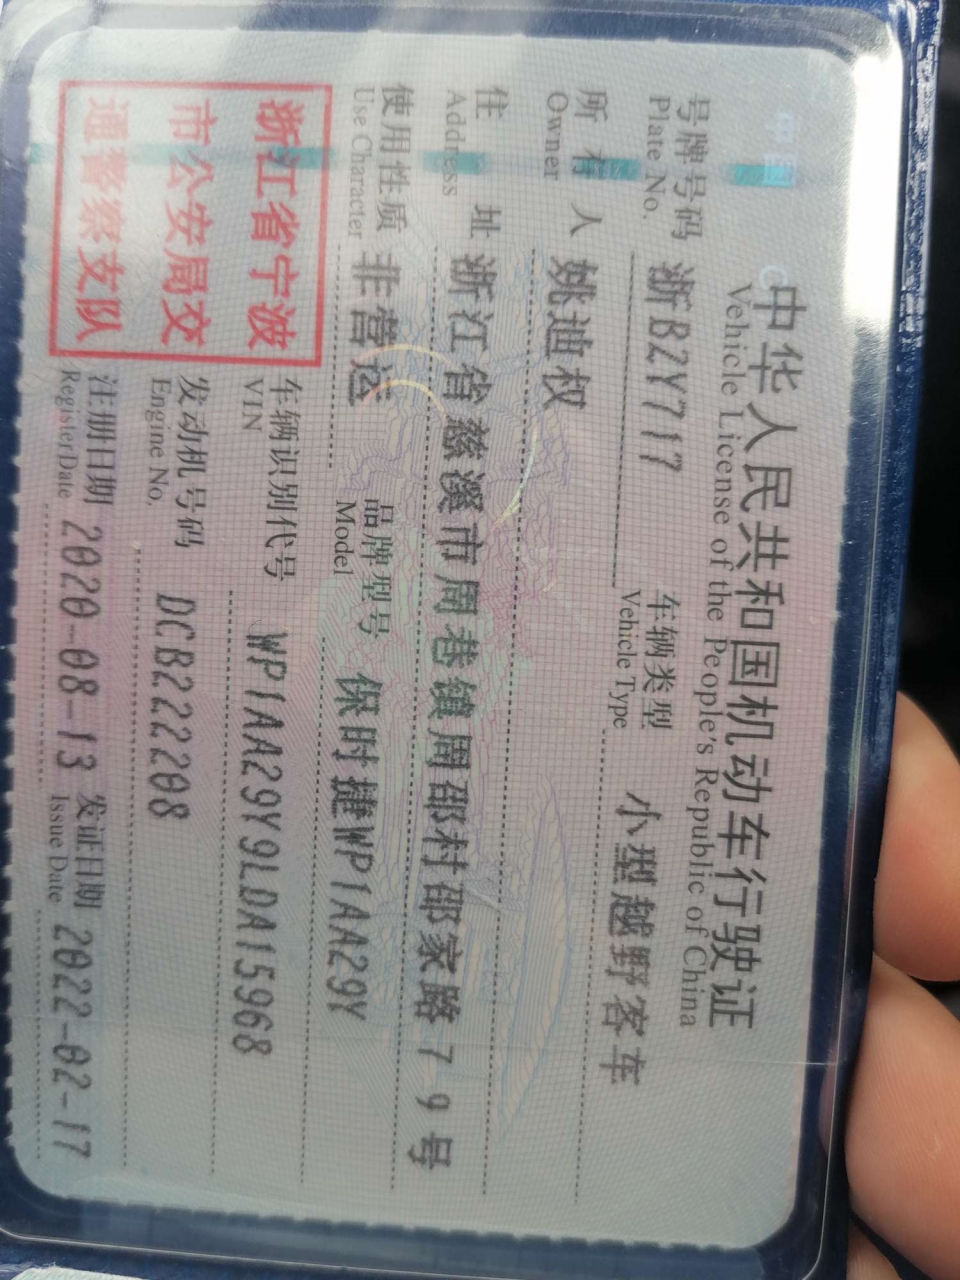 中华人民共和国机动车行驶证
Vehicle License of the People's Republic of China
号牌号码 浙B2Y717 车辆类型 小型越野客车
Plate No. Vehicle Type
所有人 姚迪权
Owner
住址 浙江省慈溪市周巷镇周邵村邵家路79号
Address
使用性质 非营运 品牌型号 保时捷WP1AA29Y
Use Character Model
浙江省宁波
市公安局交
通警察支队
车辆识别代号 WP1AA29Y9LDA15968
VIN
发动机号码 DCB222208
Engine No.
注册日期 2020-08-13 发证日期 2022-02-17
Register Date Issue Date